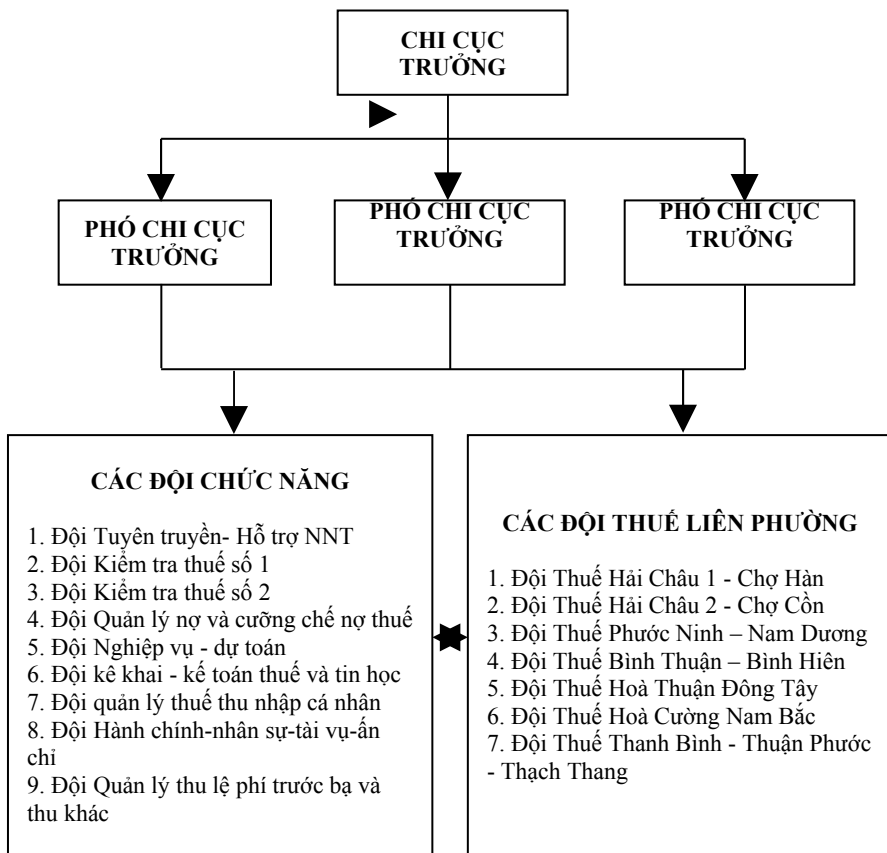 CHI CỤC
TRƯỞNG
PHÓ CHI CỤC
TRƯỞNG
PHÓ CHI CỤC
TRƯỞNG
PHÓ CHI CỤC
TRƯỞNG
CÁC ĐỘI CHỨC NĂNG
1. Đội Tuyên truyền- Hỗ trợ NNT
2. Đội Kiểm tra thuế số 1
3. Đội Kiểm tra thuế số 2
4. Đội Quản lý nợ và cưỡng chế nợ thuế
5. Đội Nghiệp vụ - dự toán
6. Đội kê khai - kế toán thuế và tin học
7. Đội quản lý thuế thu nhập cá nhân
8. Đội Hành chính-nhân sự-tài vụ-ấn
chỉ
9. Đội Quản lý thu lệ phí trước bạ và
thu khác
CÁC ĐỘI THUẾ LIÊN PHƯỜNG
1. Đội Thuế Hải Châu 1 - Chợ Hàn
2. Đội Thuế Hải Châu 2 - Chợ Cồn
3. Đội Thuế Phước Ninh – Nam Dương
4. Đội Thuế Bình Thuận – Bình Hiên
5. Đội Thuế Hoà Thuận Đông Tây
6. Đội Thuế Hoà Cường Nam Bắc
7. Đội Thuế Thanh Bình - Thuận Phước
- Thạch Thang